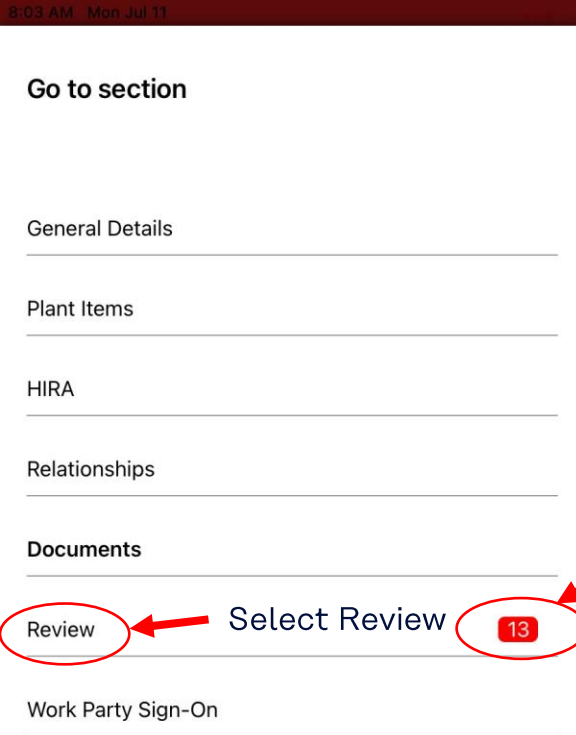 8:03 AM Mon Jul 11
Go to section
General Details
Plant Items
HIRA
Relationships
Documents
Review
Select Review
13
Work Party Sign-On